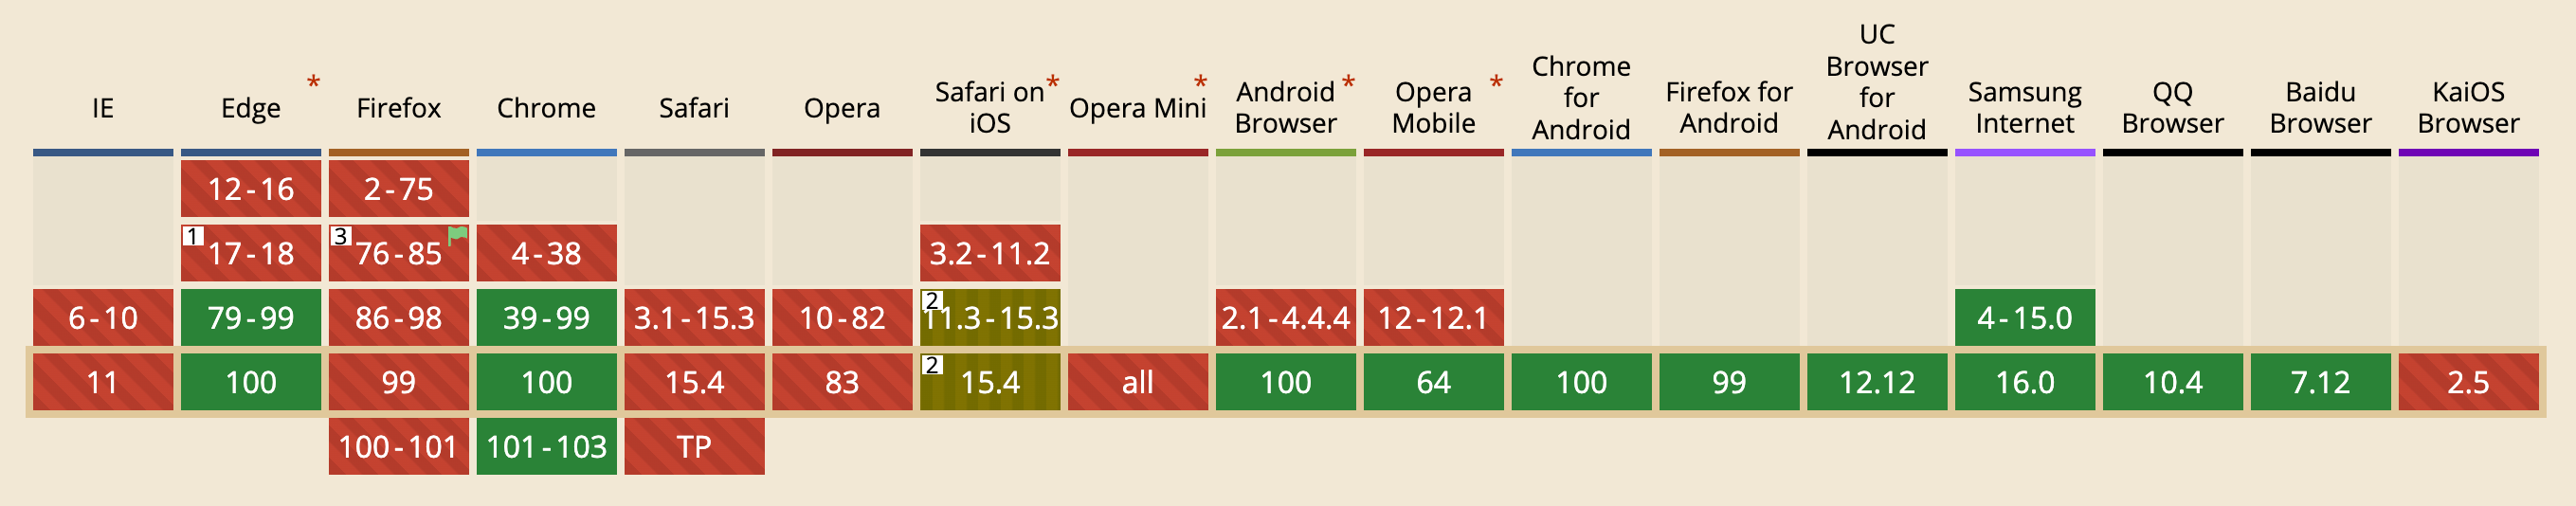 IE
Edge *
Firefox
Chrome
Safari
Opera
Safari on *
iOS
Opera Mini *
Android *
Browser
Opera *
Mobile
Chrome
for
Android
Firefox for
Android
UC
Browser
for
Android
Samsung
Internet
QQ
Browser
Baidu
Browser
KaiOS
Browser
12-16 2-75
1 17-18 3 76-85 4-38 3.2-11.2
6-10 79-99 86-98 39-99 3.1-15.3 10-82 2 11.3-15.3 2.1-4.4.4 12-12.1 4-15.0
11 100 99 100 15.4 83 2 15.4 all 100 64 100 99 12.12 16.0 10.4 7.12 2.5
100-101 101-103 TP